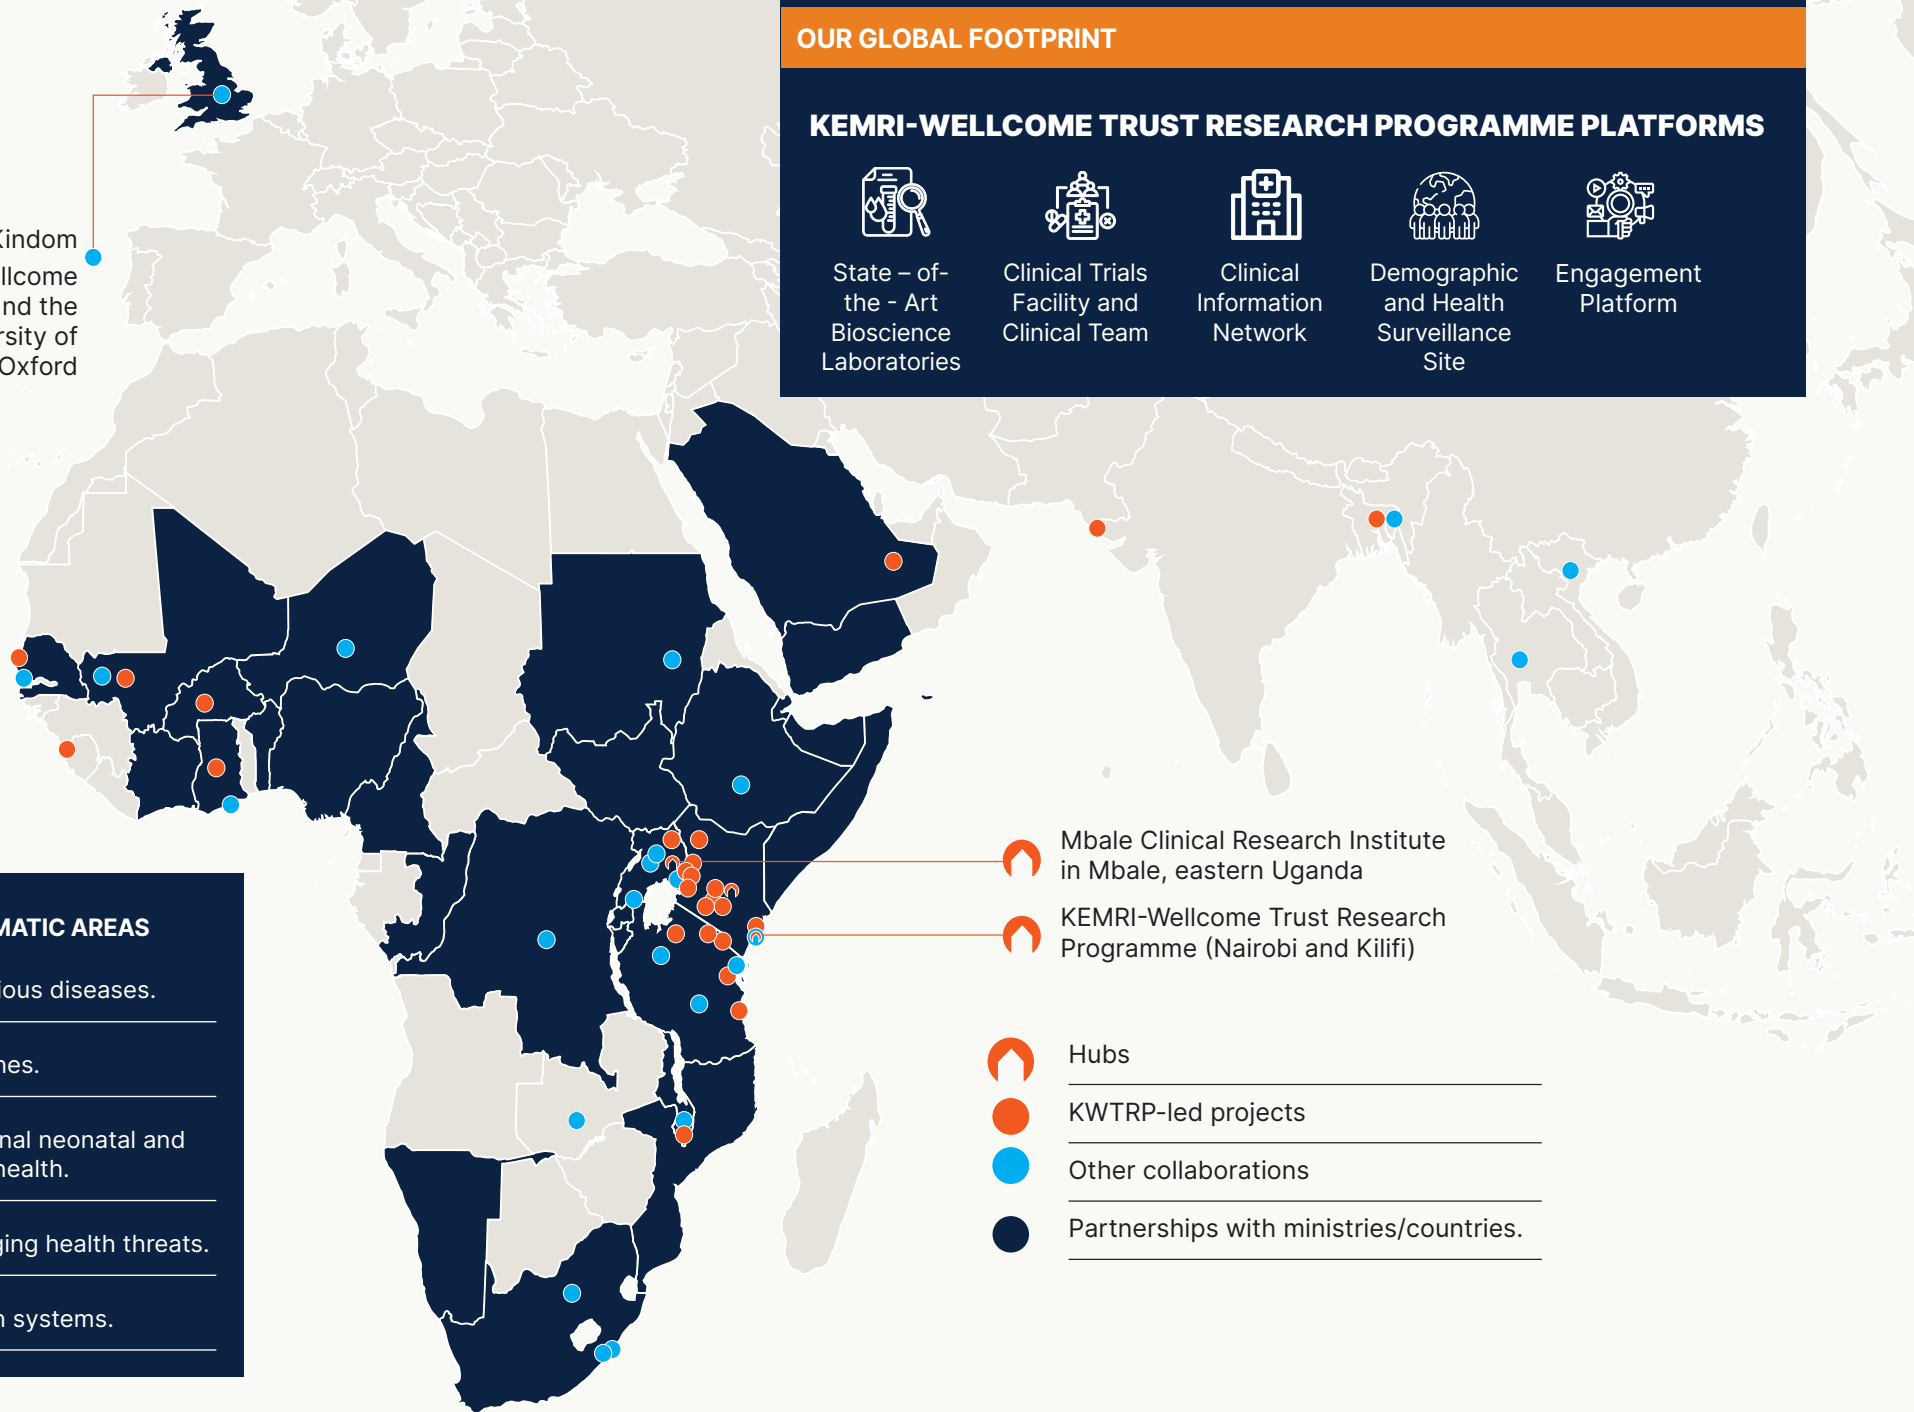 OUR GLOBAL FOOTPRINT
KEMRI-WELLCOME TRUST RESEARCH PROGRAMME PLATFORMS
State – of-
the - Art
Bioscience
Laboratories
Clinical Trials
Facility and
Clinical Team
Clinical
Information
Network
Demographic
and Health
Surveillance
Site
Engagement
Platform
Kindom
llcome
nd the
rsity of
Oxford
Mbale Clinical Research Institute
in Mbale, eastern Uganda
KEMRI-Wellcome Trust Research
Programme (Nairobi and Kilifi)
MATIC AREAS
ious diseases.
nes.
nal neonatal and
health.
ging health threats.
n systems.
Hubs
KWTRP-led projects
Other collaborations
Partnerships with ministries/countries.